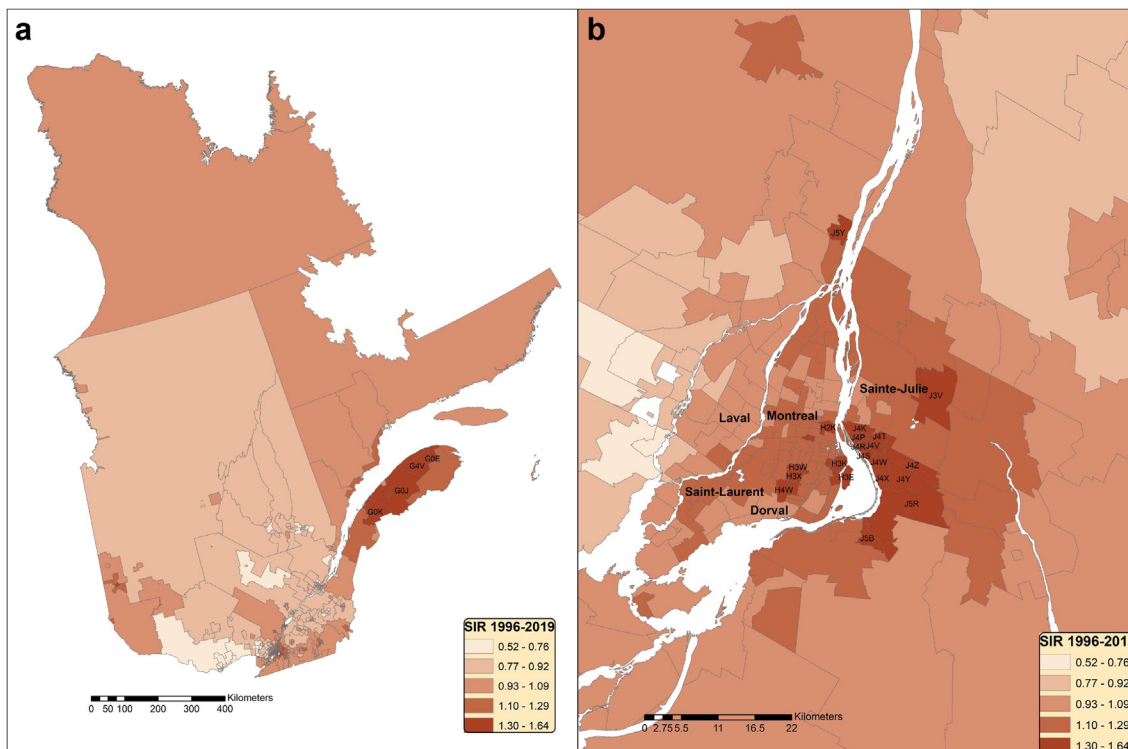 a
G0E
G4V
G0J
G0K
SIR 1996-2019
0.52 - 0.76
0.77 - 0.92
0.93 - 1.09
1.10 - 1.29
1.30 - 1.64
Kilometers
0 50 100 200 300 400
b
J5Y
Sainte-Julie
J3V
Laval
Montreal
H2K
J4K
J4P
J4T
J4R
J4V
J4S
H3W
H3K
J4W
J4Z
H3X
H3E
J4X
J4Y
Saint-Laurent
H4W
Dorval
J5R
J5B
SIR 1996-201
0.52 - 0.76
0.77 - 0.92
0.93 - 1.09
1.10 - 1.29
1.30 - 1.64
Kilometers
0 2.75 5.5 11 16.5 22